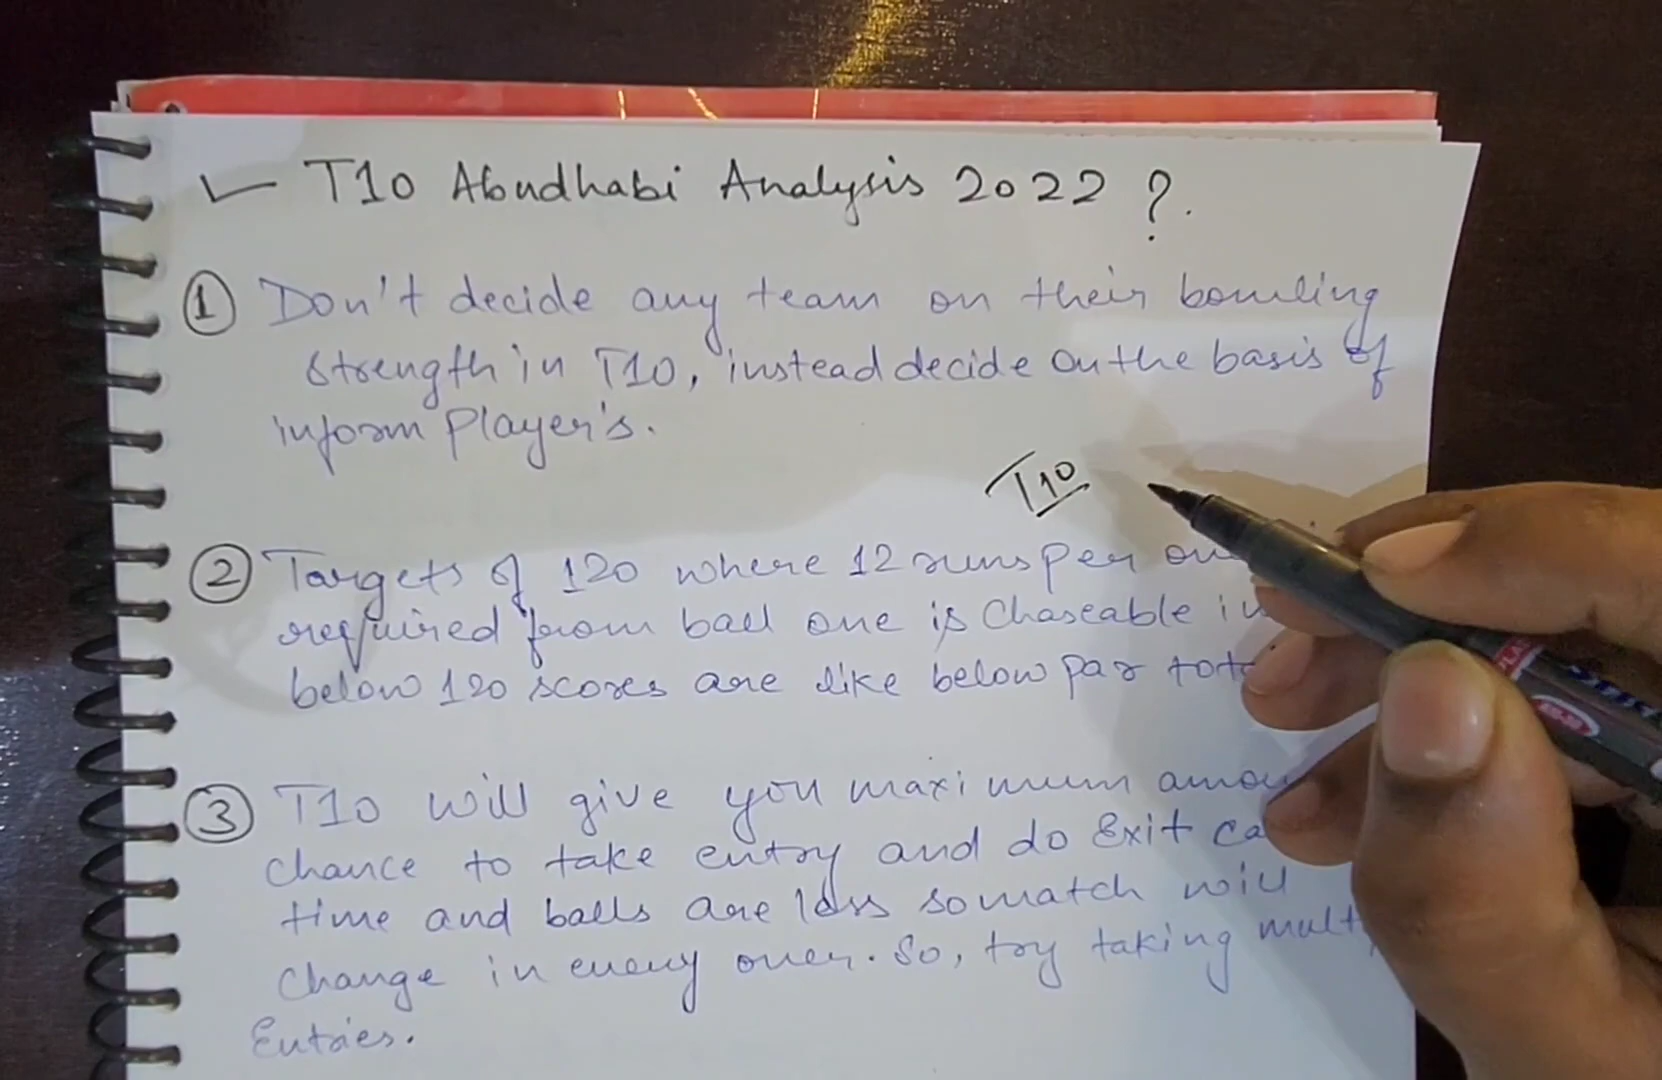 T10 Abudhabi Analysis 2022 ?.
① Don't decide any team on their bowling
strength in T10, instead decide on the basis of
inform Player's.
T10
② Targets of 120 where 12 runs per
required from ball one is Chaseable in
below 120 scores are like below par
③ T10 will give you maximum
chance to take entry and do Exit
time and balls are less so match will
change in every over. So, try taking
Entries.